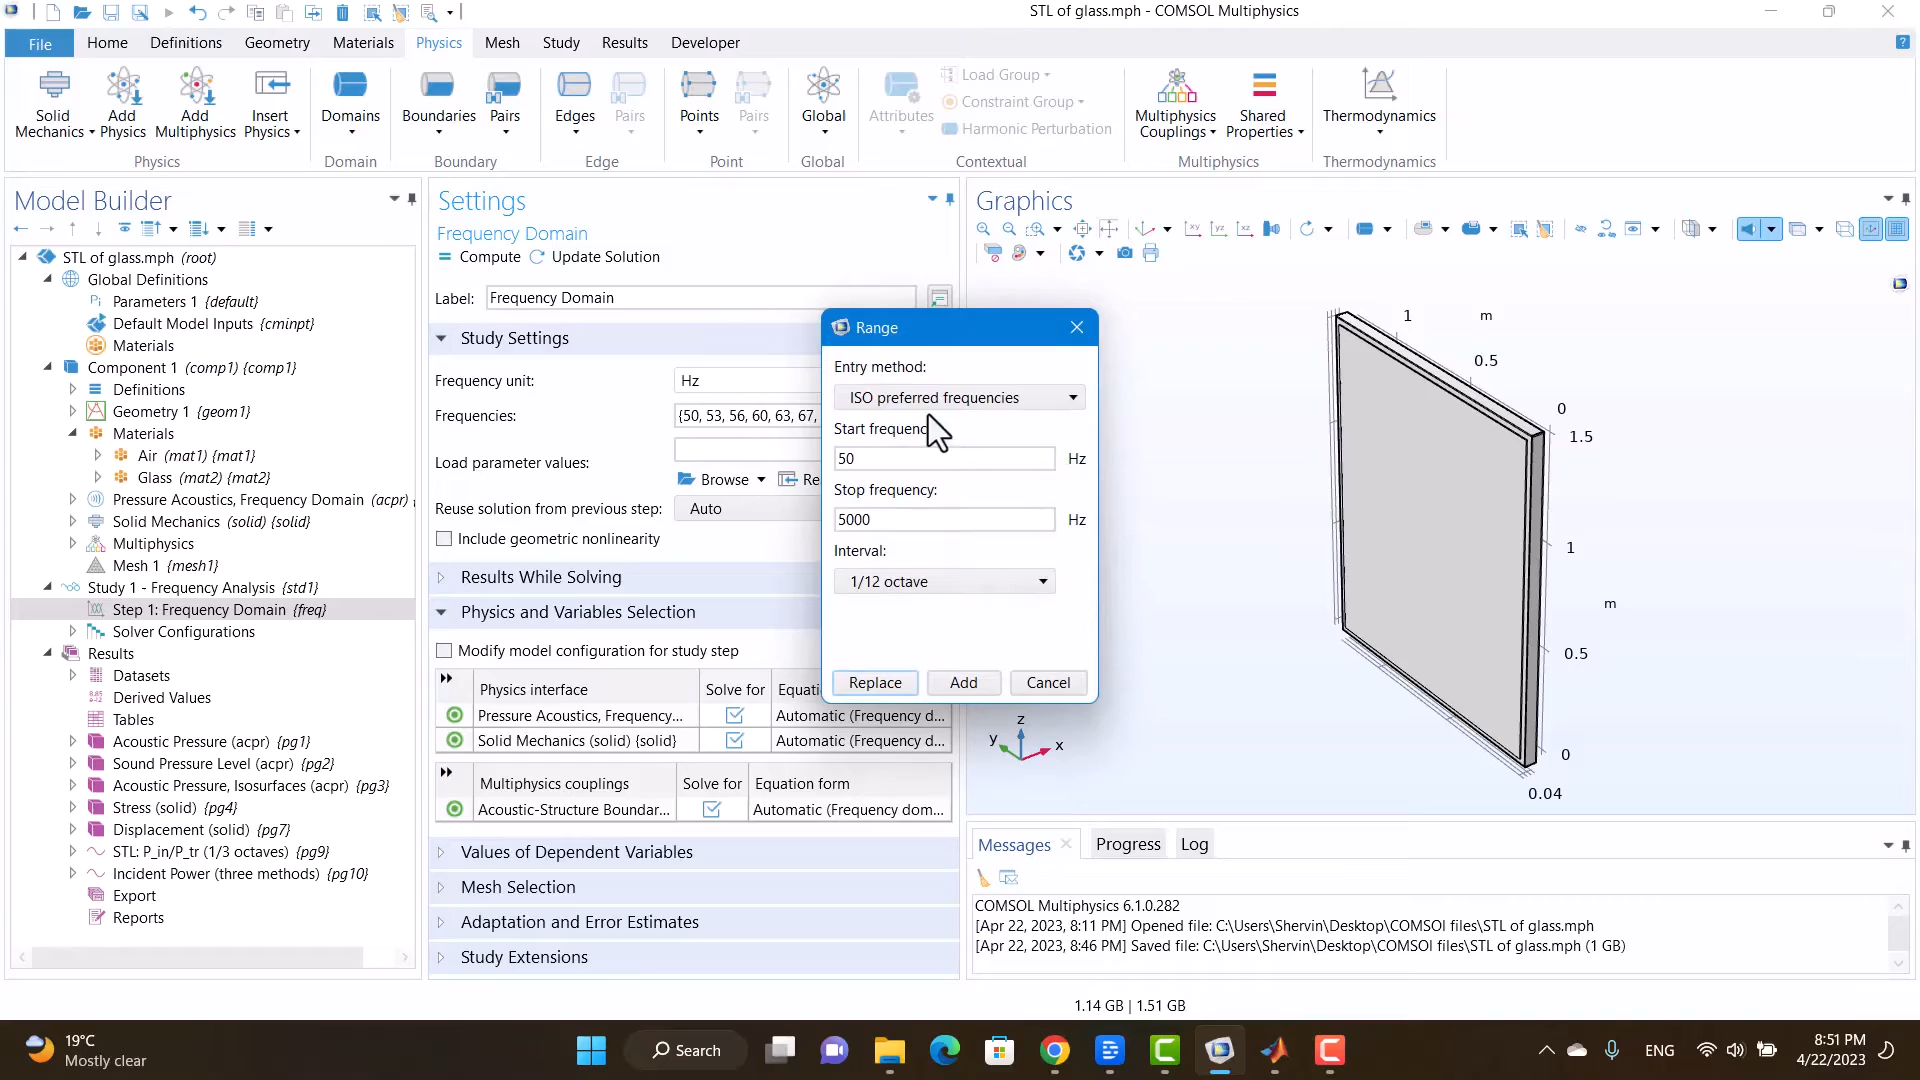 STL of glass.mph - COMSOL Multiphysics
File Home Definitions Geometry Materials Physics Mesh Study Results Developer
Solid Mechanics
Add Physics
Add Multiphysics
Insert Physics
Domains
Boundaries
Pairs
Edges
Pairs
Points
Pairs
Global
Attributes
Load Group
Constraint Group
Harmonic Perturbation
Multiphysics Couplings
Shared Properties
Thermodynamics
Physics Domain Boundary Edge Point Global Contextual Multiphysics Thermodynamics
Model Builder
STL of glass.mph (root)
Global Definitions
Pi Parameters 1 {default}
Default Model Inputs {cminpt}
Materials
Component 1 (comp1) {comp1}
Definitions
Geometry 1 {geom1}
Materials
Air (mat1) {mat1}
Glass (mat2) {mat2}
Pressure Acoustics, Frequency Domain (acpr)
Solid Mechanics (solid) {solid}
Multiphysics
Mesh 1 {mesh1}
Study 1 - Frequency Analysis {std1}
Step 1: Frequency Domain {freq}
Solver Configurations
Results
Datasets
8.85
e-12
Derived Values
Tables
Acoustic Pressure (acpr) {pg1}
Sound Pressure Level (acpr) {pg2}
Acoustic Pressure, Isosurfaces (acpr) {pg3}
Stress (solid) {pg4}
Displacement (solid) {pg7}
STL: P_in/P_tr (1/3 octaves) {pg9}
Incident Power (three methods) {pg10}
Export
Reports
Settings
Frequency Domain
= Compute Update Solution
Label: Frequency Domain
Study Settings
Frequency unit: Hz
Frequencies: {50, 53, 56, 60, 63, 67,
Load parameter values:
Browse Re
Reuse solution from previous step: Auto
Include geometric nonlinearity
Results While Solving
Physics and Variables Selection
Modify model configuration for study step
Physics interface Solve for Equa
Pressure Acoustics, Frequency... Automatic (Frequency d...
Solid Mechanics (solid) {solid} Automatic (Frequency d...
Multiphysics couplings Solve for Equation form
Acoustic-Structure Boundar... Automatic (Frequency dom...
Values of Dependent Variables
Mesh Selection
Adaptation and Error Estimates
Study Extensions
Range
Entry method:
ISO preferred frequencies
Start frequenc
50 Hz
Stop frequency:
5000 Hz
Interval:
1/12 octave
Replace Add Cancel
Graphics
xy yz xz
1 m
0.5
0
1.5
1
m
0.5
0
0.04
z
y x
Messages Progress Log
COMSOL Multiphysics 6.1.0.282
[Apr 22, 2023, 8:11 PM] Opened file: C:\Users\Shervin\Desktop\COMSOl files\STL of glass.mph
[Apr 22, 2023, 8:46 PM] Saved file: C:\Users\Shervin\Desktop\COMSOl files\STL of glass.mph (1 GB)
1.14 GB | 1.51 GB
19°C
Mostly clear
Search
ENG
8:51 PM
4/22/2023